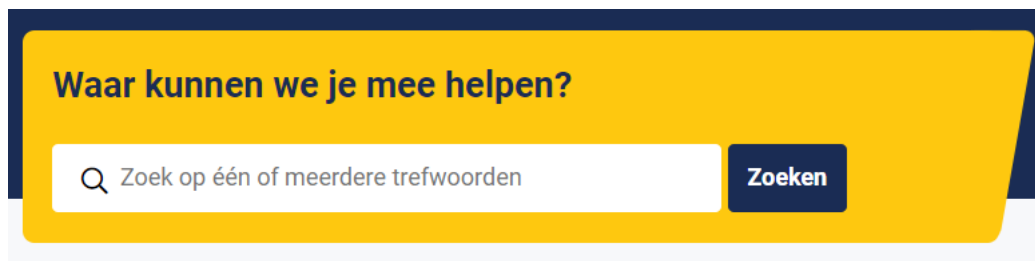 Waar kunnen we je mee helpen?
Zoek op één of meerdere trefwoorden
Zoeken